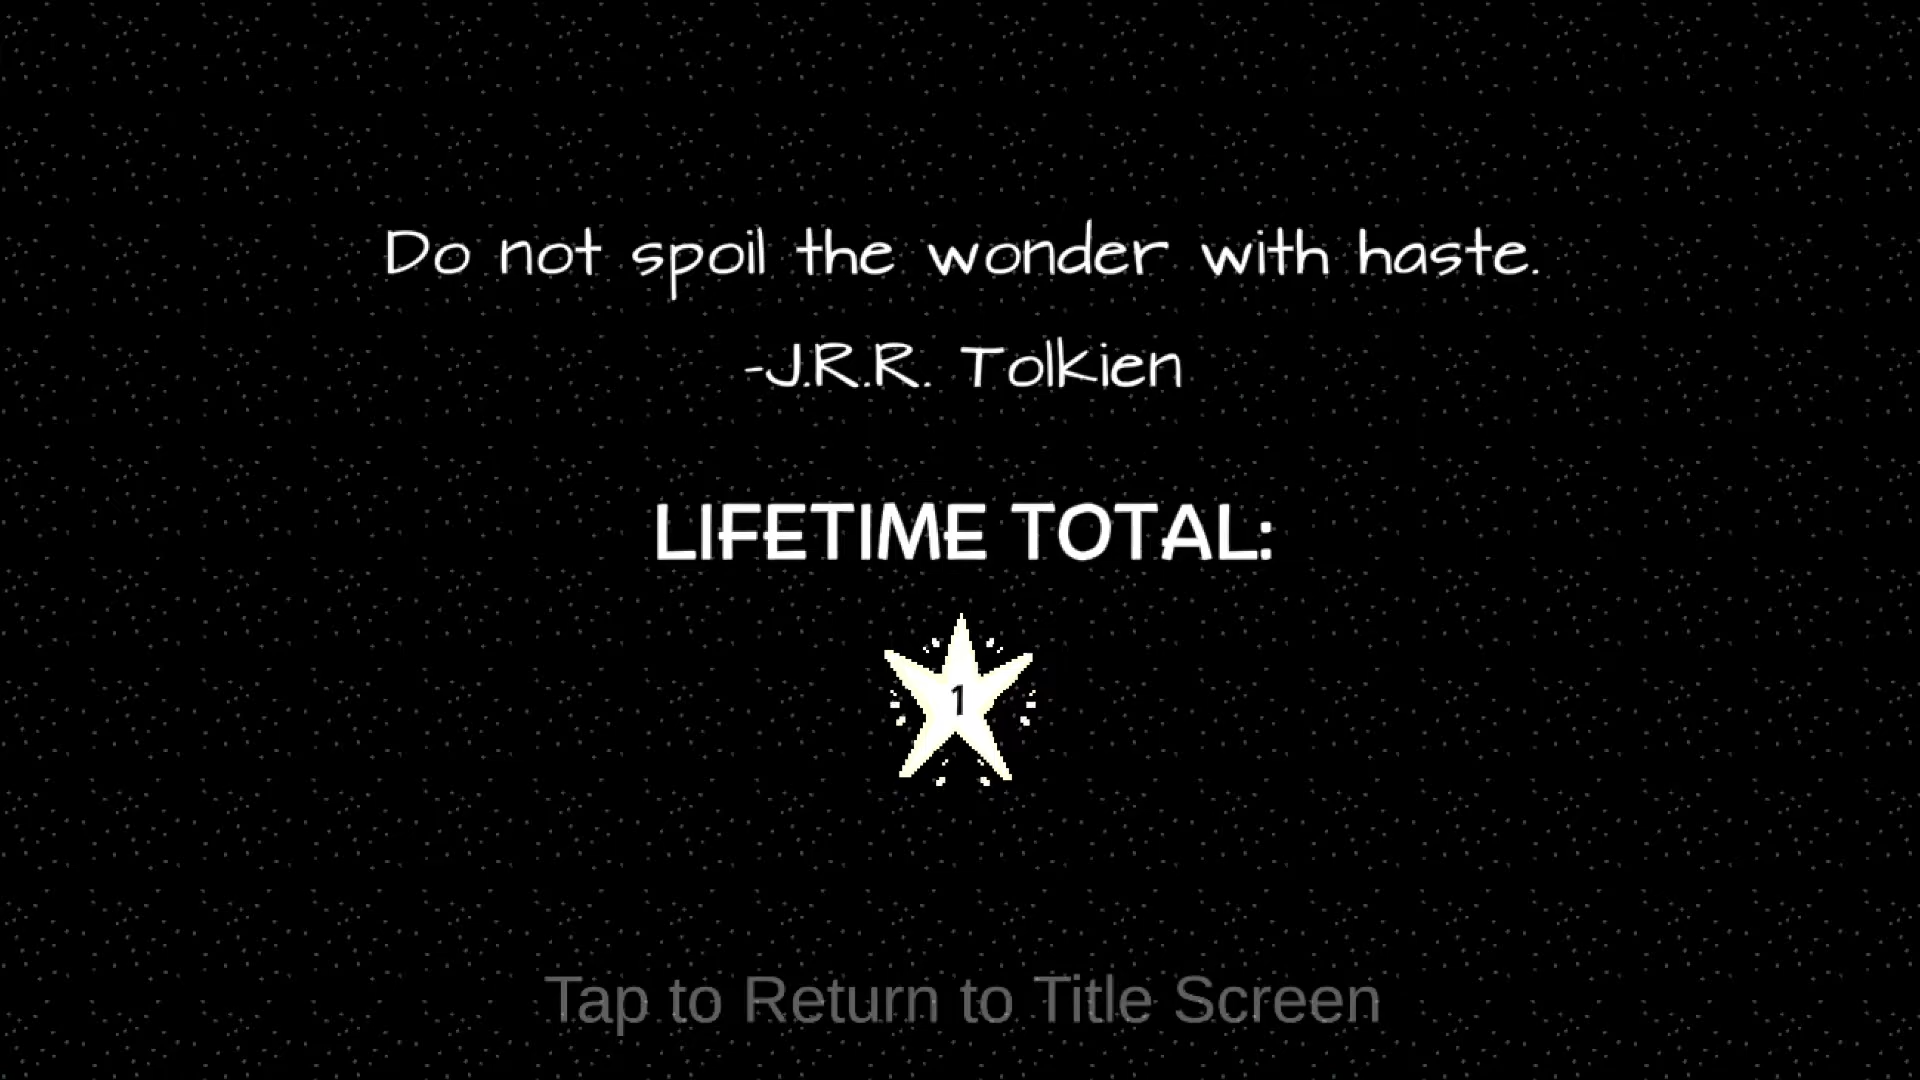 Do not spoil the wonder with haste.
-J.R.R. Tolkien
LIFETIME TOTAL:
1
Tap to Return to Title Screen